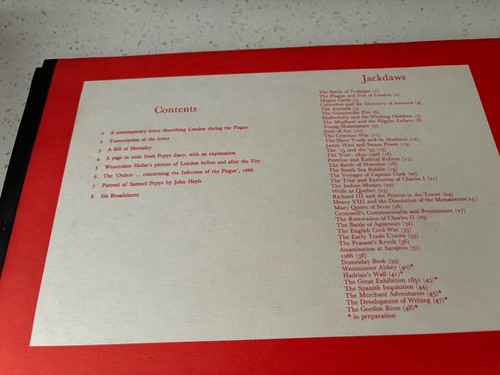 Contents
1 A contemporary letter describing London during the Plague
2 Transcription of the letter
3 A Bill of Mortality
4 A page in code from Pepys diary, with an explanation
5 Wenceslaus Hollar's picture of London before and after the Fire
6 The 'Orders ... concerning the Infection of the Plague', 1666
7 Portrait of Samuel Pepys by John Hayls
8 Six Broadsheets
Jackdaws
The Battle of Trafalgar (1)
The Plague and Fire of London (2)
Magna Carta
Columbus and the Discovery of America (4)
The Armada
The Gunpowder Plot (6)
Shaftesbury and the Working Children (7)
The Mayflower and the Pilgrim Fathers (8)
Young Shakespeare (9)
Joan of Arc (10)
The Crimean War (11)
The Slave Trade and its Abolition (12)
James Watt and Steam Power (13)
The '15 and the '45 (15)
The Vote, 1832-1928 (16)
Peterloo and Radical Reform (17)
The Battle of Waterloo (18)
The South Sea Bubble (19)
The Voyages of Captain Cook (20)
The Trial and Execution of Charles I (21)
The Indian Mutiny (22)
Wolfe at Quebec (23)
Richard III and the Princes in the Tower (24)
Henry VIII and the Dissolution of the Monasteries (25)
Mary Queen of Scots (26)
Cromwell's Commonwealth and Protectorate (27)
The Restoration of Charles II (29)
The Battle of Agincourt (32)
The English Civil War (33)
The Early Trade Unions (35)
The Peasant's Revolt (36)
Assassination at Sarajevo (37)
1066 (38)
Domesday Book (39)
Westminster Abbey (40)*
Hadrian's Wall (41)*
The Great Exhibition 1851 (43)*
The Spanish Inquisition (44)
The Merchant Adventurers (45)*
The Development of Writing (47)*
The Gordon Riots (48)*
* in preparation